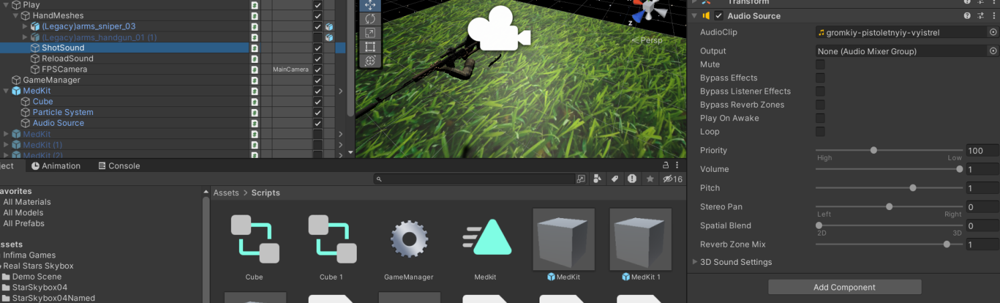 Play
HandMeshes
(Legacy)arms_sniper_03
(Legacy)arms_handgun_01 (1)
ShotSound
ReloadSound
FPSCamera MainCamera
GameManager
MedKit
Cube
Particle System
Audio Source
MedKit
MedKit (1)
MedKit (2)
z
Persp
Transform
Audio Source
AudioClip gromkiy-pistoletnyiy-vyistrel
Output None (Audio Mixer Group)
Mute
Bypass Effects
Bypass Listener Effects
Bypass Reverb Zones
Play On Awake
Loop
Priority 100
High Low
Volume 1
Pitch 1
Stereo Pan 0
Left Right
Spatial Blend 0
2D 3D
Reverb Zone Mix 1
3D Sound Settings
Add Component
ject Animation Console
16
avorites
All Materials
All Models
All Prefabs
ssets
Infima Games
Real Stars Skybox
Demo Scene
StarSkybox04
StarSkybox04Named
Assets > Scripts
Cube Cube 1 GameManager Medkit MedKit MedKit 1